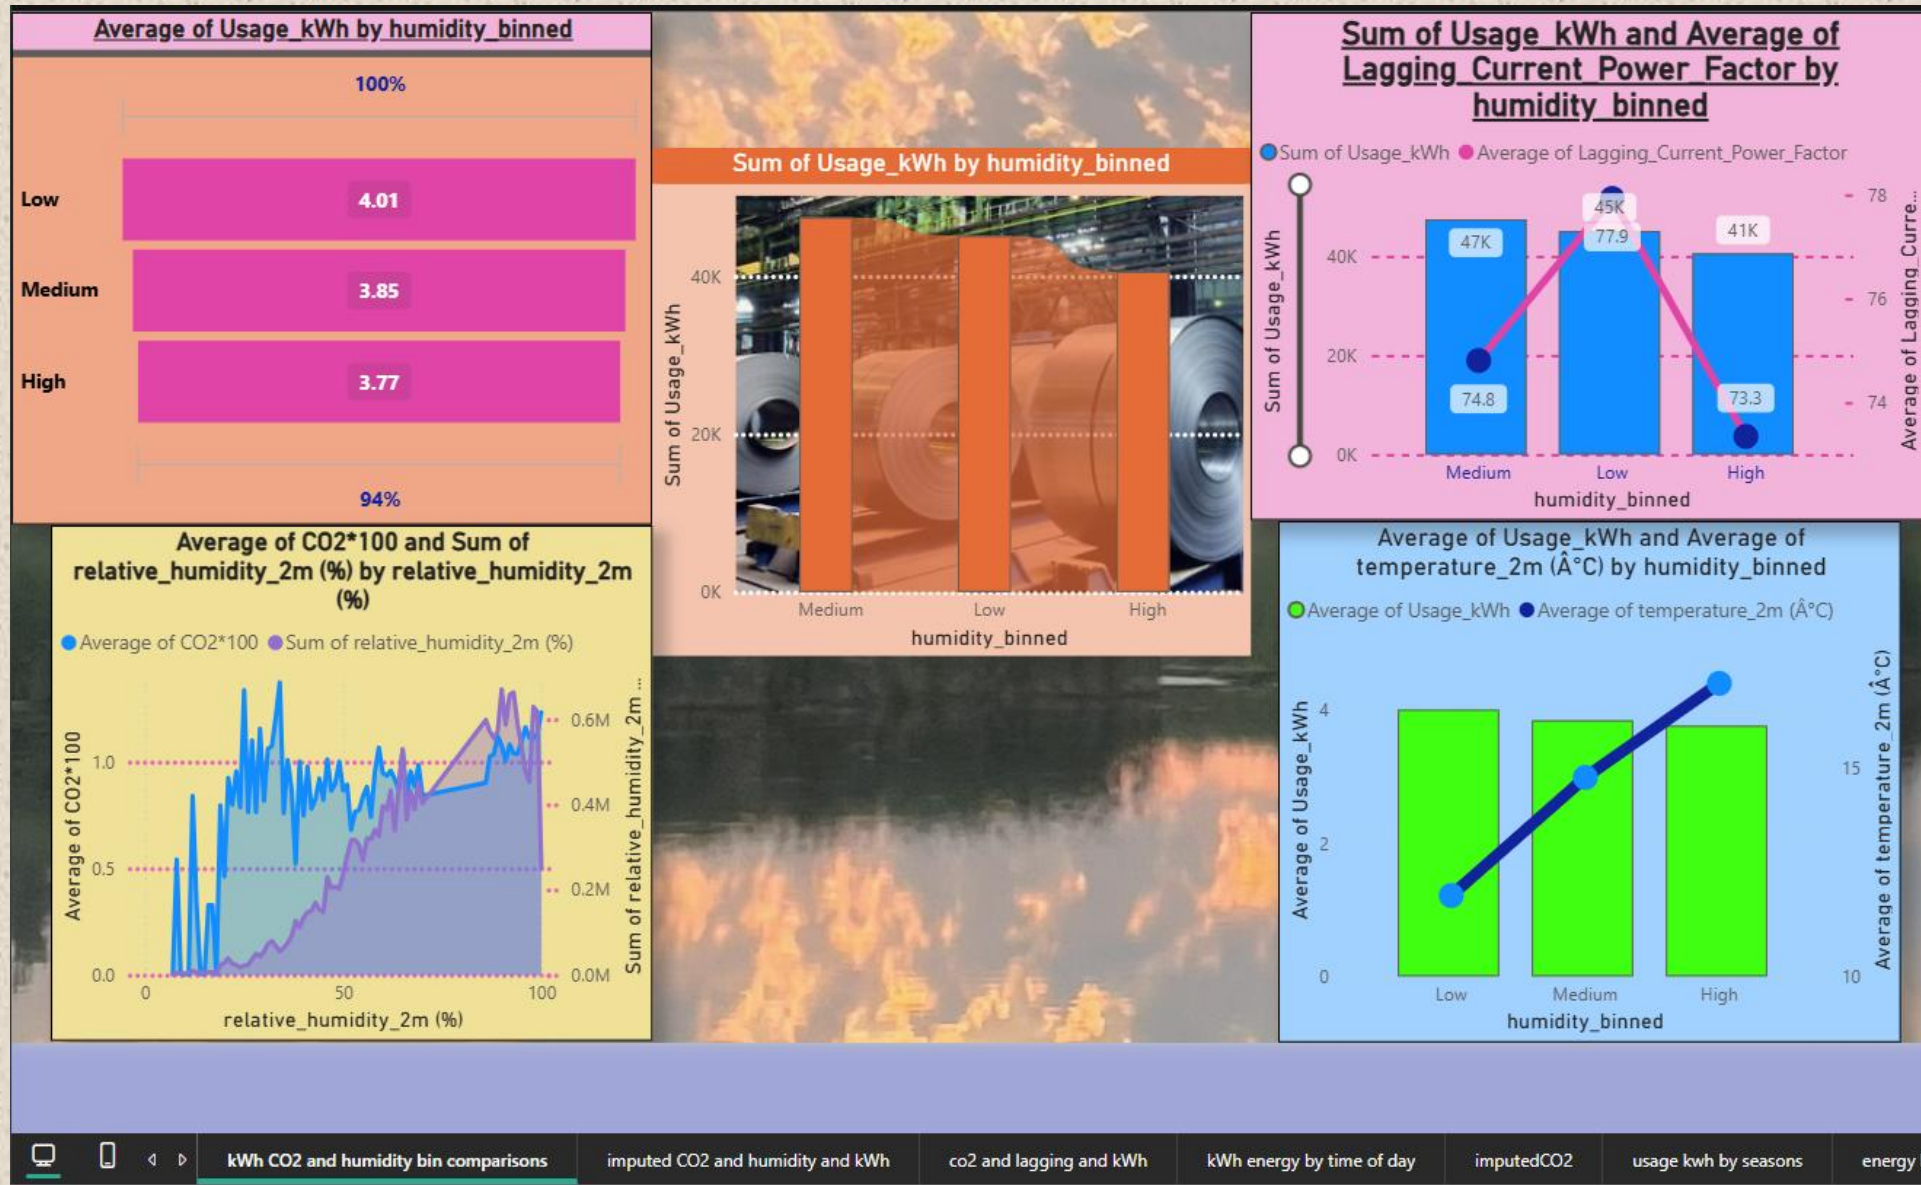 Average of Usage_kWh by humidity_binned
100%
Low
4.01
Medium
3.85
High
3.77
94%
Sum of Usage_kWh by humidity_binned
Sum of Usage_kWh
40K
20K
0K
Medium Low High
humidity_binned
Sum of Usage_kWh and Average of
Lagging_Current_Power_Factor by
humidity_binned
Sum of Usage_kWh Average of Lagging_Current_Power_Factor
Sum of Usage_kWh
40K
20K
0K
47K
45K
41K
74.8
77.9
73.3
78
76
74
Average of Lagging_Curre...
Medium Low High
humidity_binned
Average of CO2*100 and Sum of
relative_humidity_2m (%) by relative_humidity_2m
(%)
Average of CO2*100 Sum of relative_humidity_2m (%)
Average of CO2*100
1.0
0.5
0.0
0.6M
0.4M
0.2M
0.0M
Sum of relative_humidity_2m ...
0 50 100
relative_humidity_2m (%)
Average of Usage_kWh and Average of
temperature_2m (Â°C) by humidity_binned
Average of Usage_kWh Average of temperature_2m (Â°C)
Average of Usage_kWh
4
2
0
15
10
Average of temperature_2m (Â°C)
Low Medium High
humidity_binned
kWh CO2 and humidity bin comparisons imputed CO2 and humidity and kWh co2 and lagging and kWh kWh energy by time of day imputedCO2 usage kwh by seasons energy